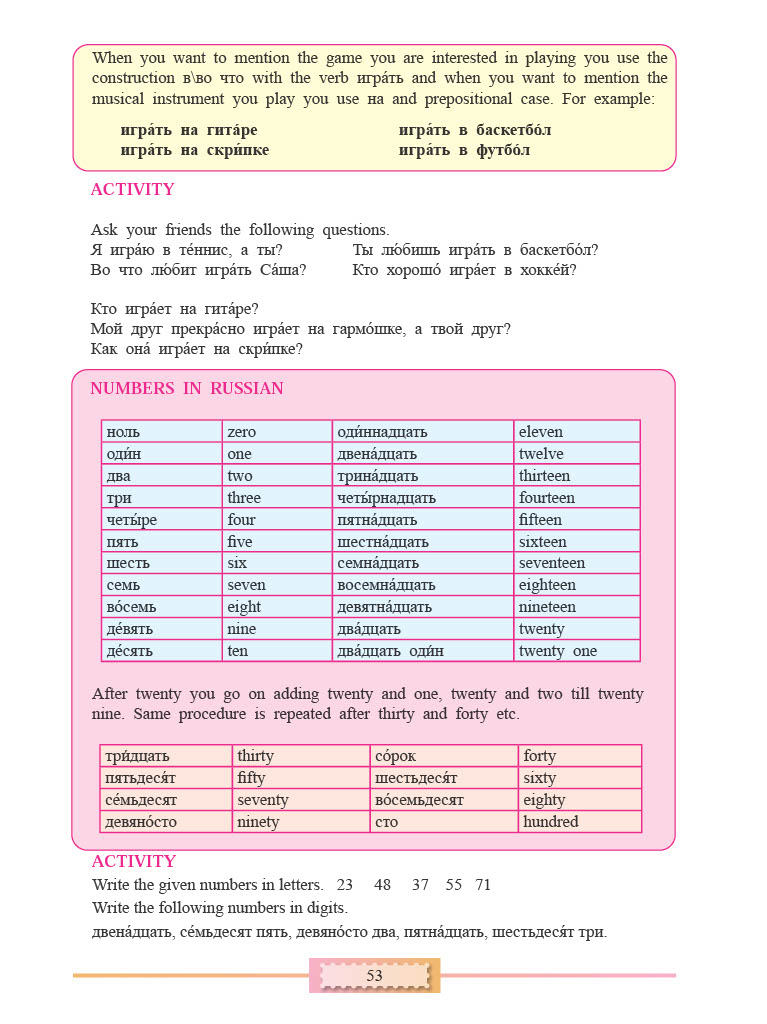 When you want to mention the game you are interested in playing you use the
construction в\во что with the verb игра́ть and when you want to mention the
musical instrument you play you use на and prepositional case. For example:
игра́ть на гита́ре игра́ть в баскетбо́л
игра́ть на скри́пке игра́ть в футбо́л
ACTIVITY
Ask your friends the following questions.
Я игра́ю в те́ннис, а ты? Ты лю́бишь игра́ть в баскетбо́л?
Во что лю́бит игра́ть Са́ша? Кто хорошо́ игра́ет в хокке́й?
Кто игра́ет на гита́ре?
Мой друг прекра́сно игра́ет на гармо́шке, а твой друг?
Как она́ игра́ет на скри́пке?
NUMBERS IN RUSSIAN
ноль zero оди́ннадцать eleven
оди́н one двена́дцать twelve
два two трина́дцать thirteen
три three четы́рнадцать fourteen
четы́ре four пятна́дцать fifteen
пять five шестна́дцать sixteen
шесть six семна́дцать seventeen
семь seven восемна́дцать eighteen
во́семь eight девятна́дцать nineteen
де́вять nine два́дцать twenty
де́сять ten два́дцать оди́н twenty one
After twenty you go on adding twenty and one, twenty and two till twenty
nine. Same procedure is repeated after thirty and forty etc.
три́дцать thirty со́рок forty
пятьдеся́т fifty шестьдеся́т sixty
се́мьдесят seventy во́семьдесят eighty
девяно́сто ninety сто hundred
ACTIVITY
Write the given numbers in letters. 23 48 37 55 71
Write the following numbers in digits.
двена́дцать, се́мьдесят пять, девяно́сто два, пятна́дцать, шестьдеся́т три.
53